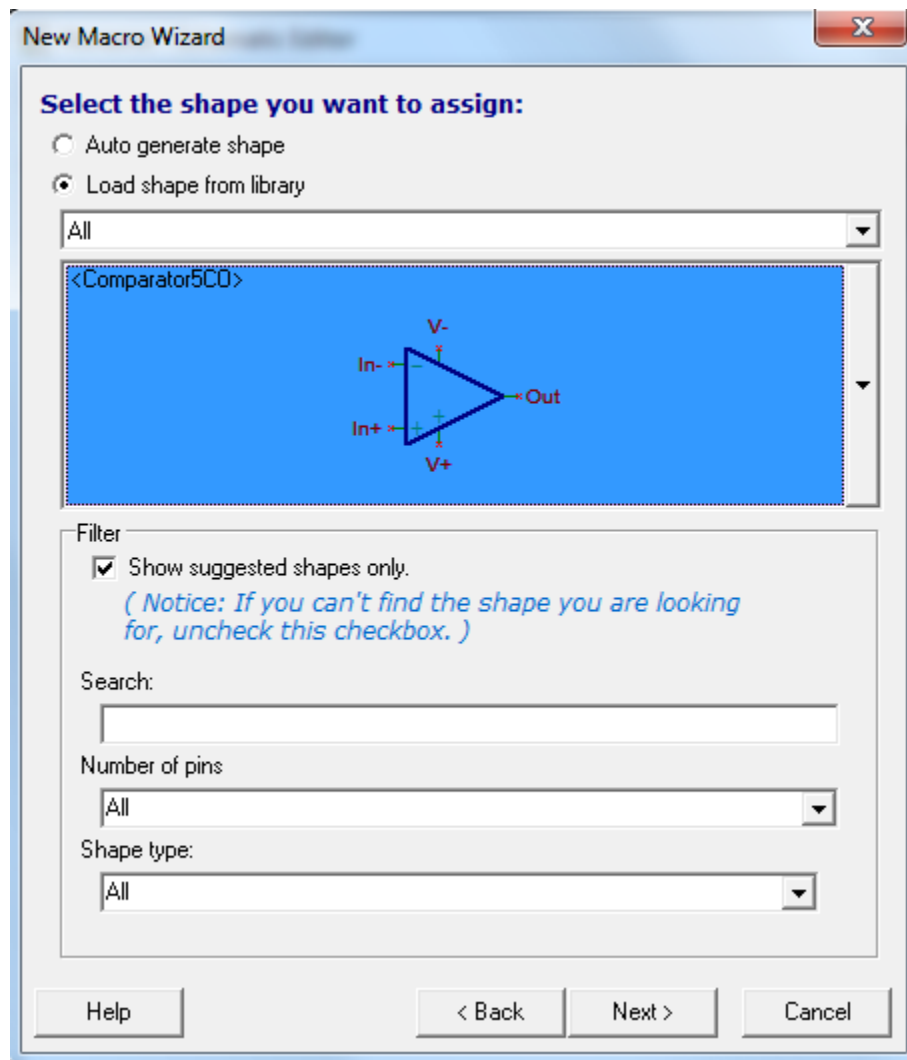 New Macro Wizard
Select the shape you want to assign:
Auto generate shape
Load shape from library
All
<Comparator5CO>
V-
In-
Out
In+
V+
Filter
Show suggested shapes only.
( Notice: If you can't find the shape you are looking
for, uncheck this checkbox. )
Search:
Number of pins
All
Shape type:
All
Help
< Back
Next >
Cancel